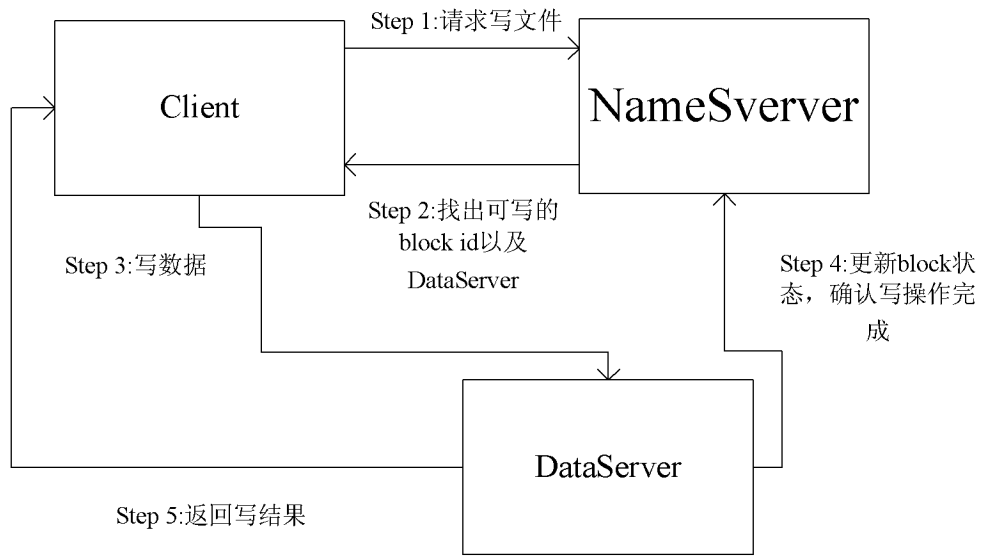 Step 1:请求写文件
Client
NameSverver
Step 2:找出可写的
block id以及
DataServer
Step 3:写数据
Step 4:更新block状
态，确认写操作完
成
DataServer
Step 5:返回写结果